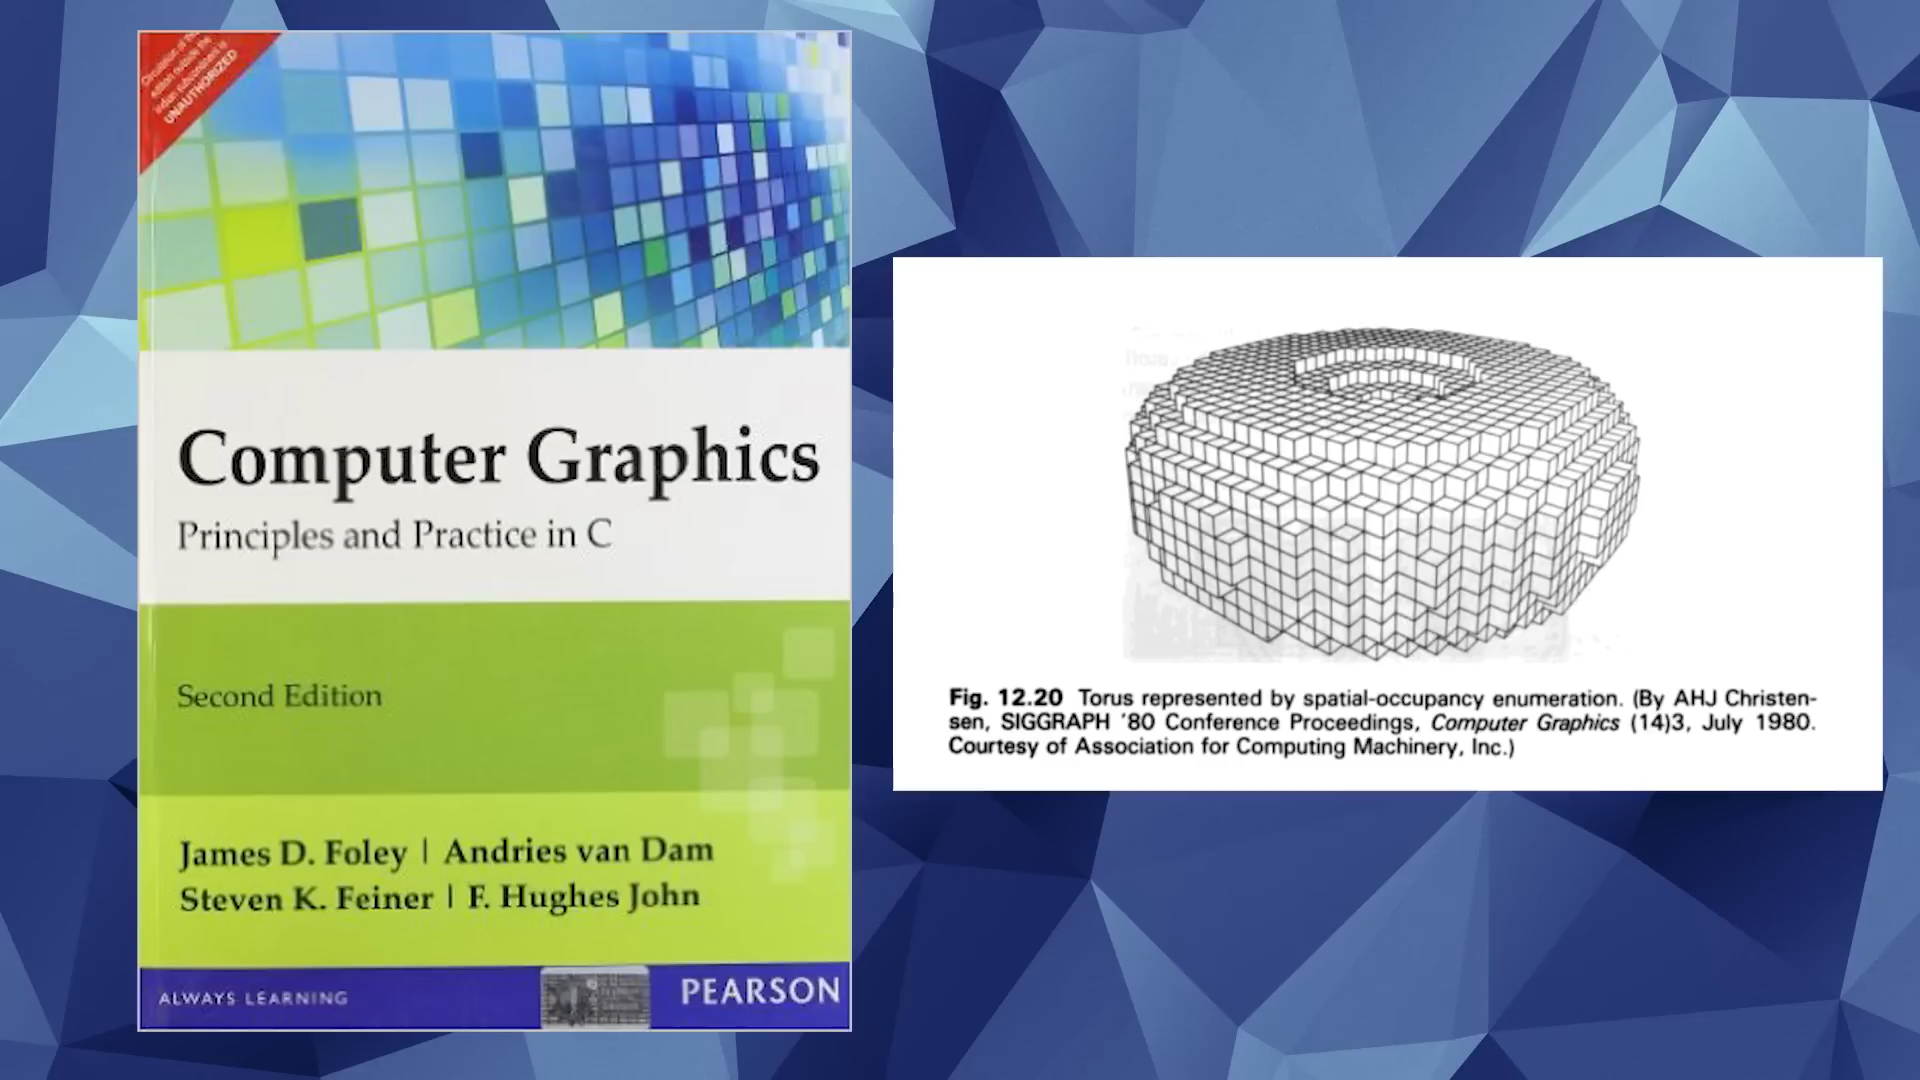 UNAUTHORIZED
Computer Graphics
Principles and Practice in C
Second Edition
James D. Foley | Andries van Dam
Steven K. Feiner | F. Hughes John
ALWAYS LEARNING
PEARSON
Fig. 12.20 Torus represented by spatial-occupancy enumeration. (By AHJ Christen-
sen, SIGGRAPH '80 Conference Proceedings, Computer Graphics (14)3, July 1980.
Courtesy of Association for Computing Machinery, Inc.)